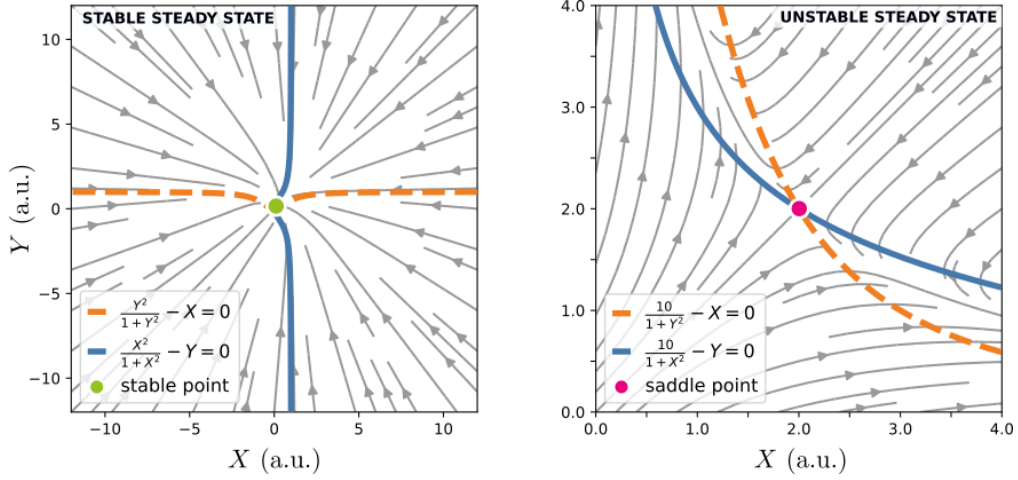 STABLE STEADY STATE
10
5
0
−5
−10
Y (a.u.)
Y²/(1 + Y²) − X = 0
X²/(1 + X²) − Y = 0
stable point
−10 −5 0 5 10
X (a.u.)
UNSTABLE STEADY STATE
4.0
3.0
2.0
1.0
0.0
10/(1 + Y²) − X = 0
10/(1 + X²) − Y = 0
saddle point
0.0 1.0 2.0 3.0 4.0
X (a.u.)